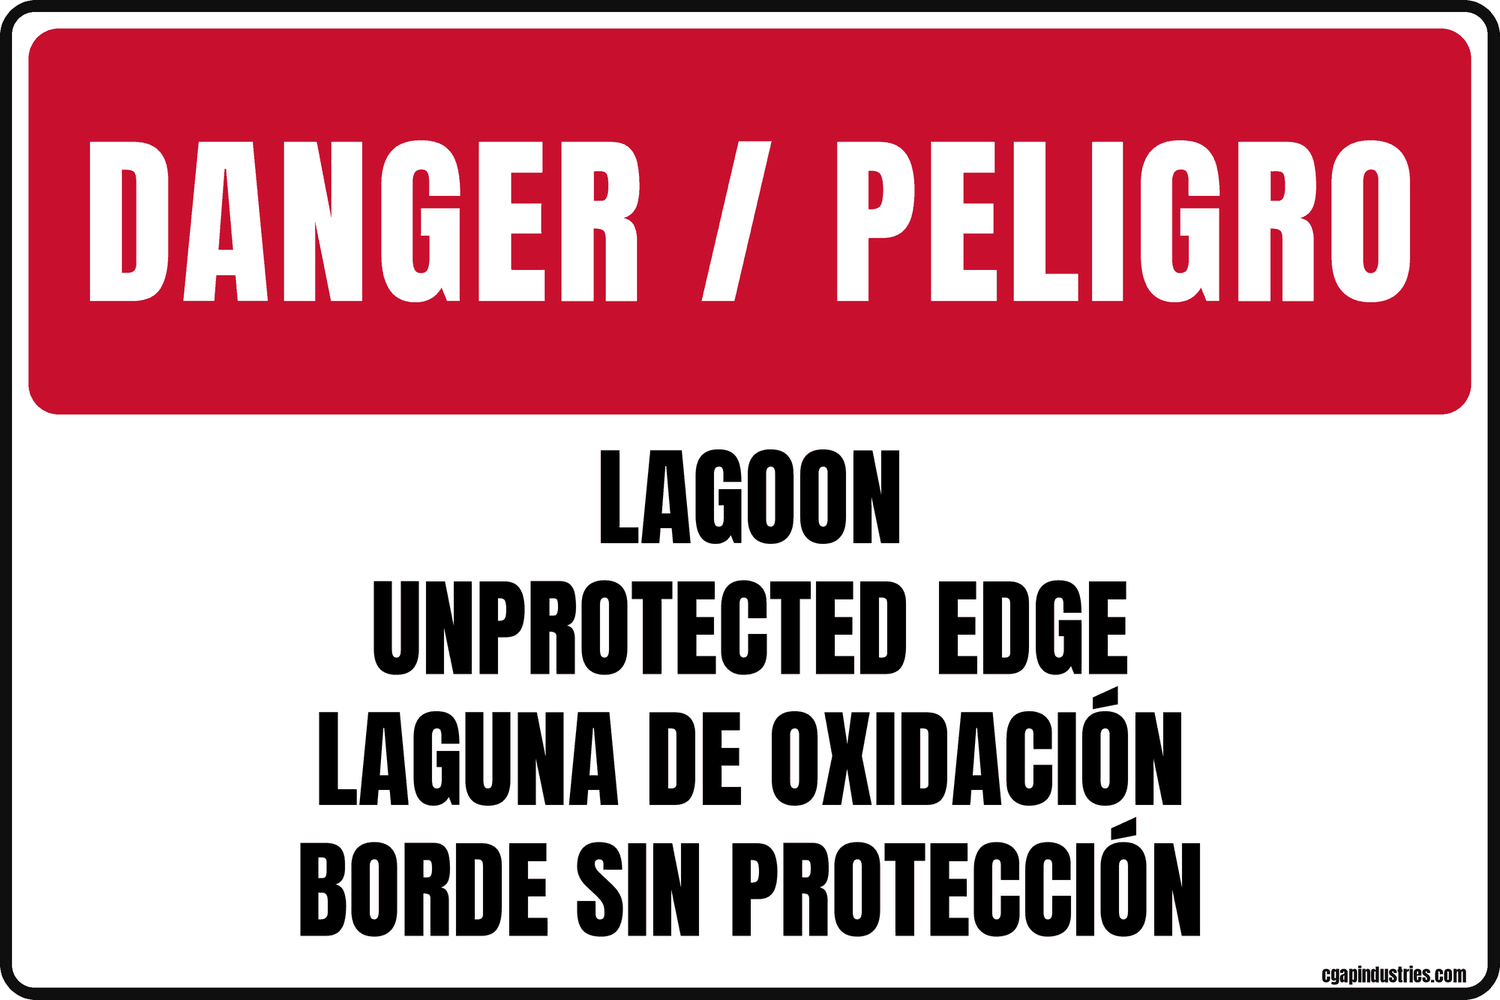 DANGER / PELIGRO
LAGOON
UNPROTECTED EDGE
LAGUNA DE OXIDACIÓN
BORDE SIN PROTECCIÓN
cgapindustries.com